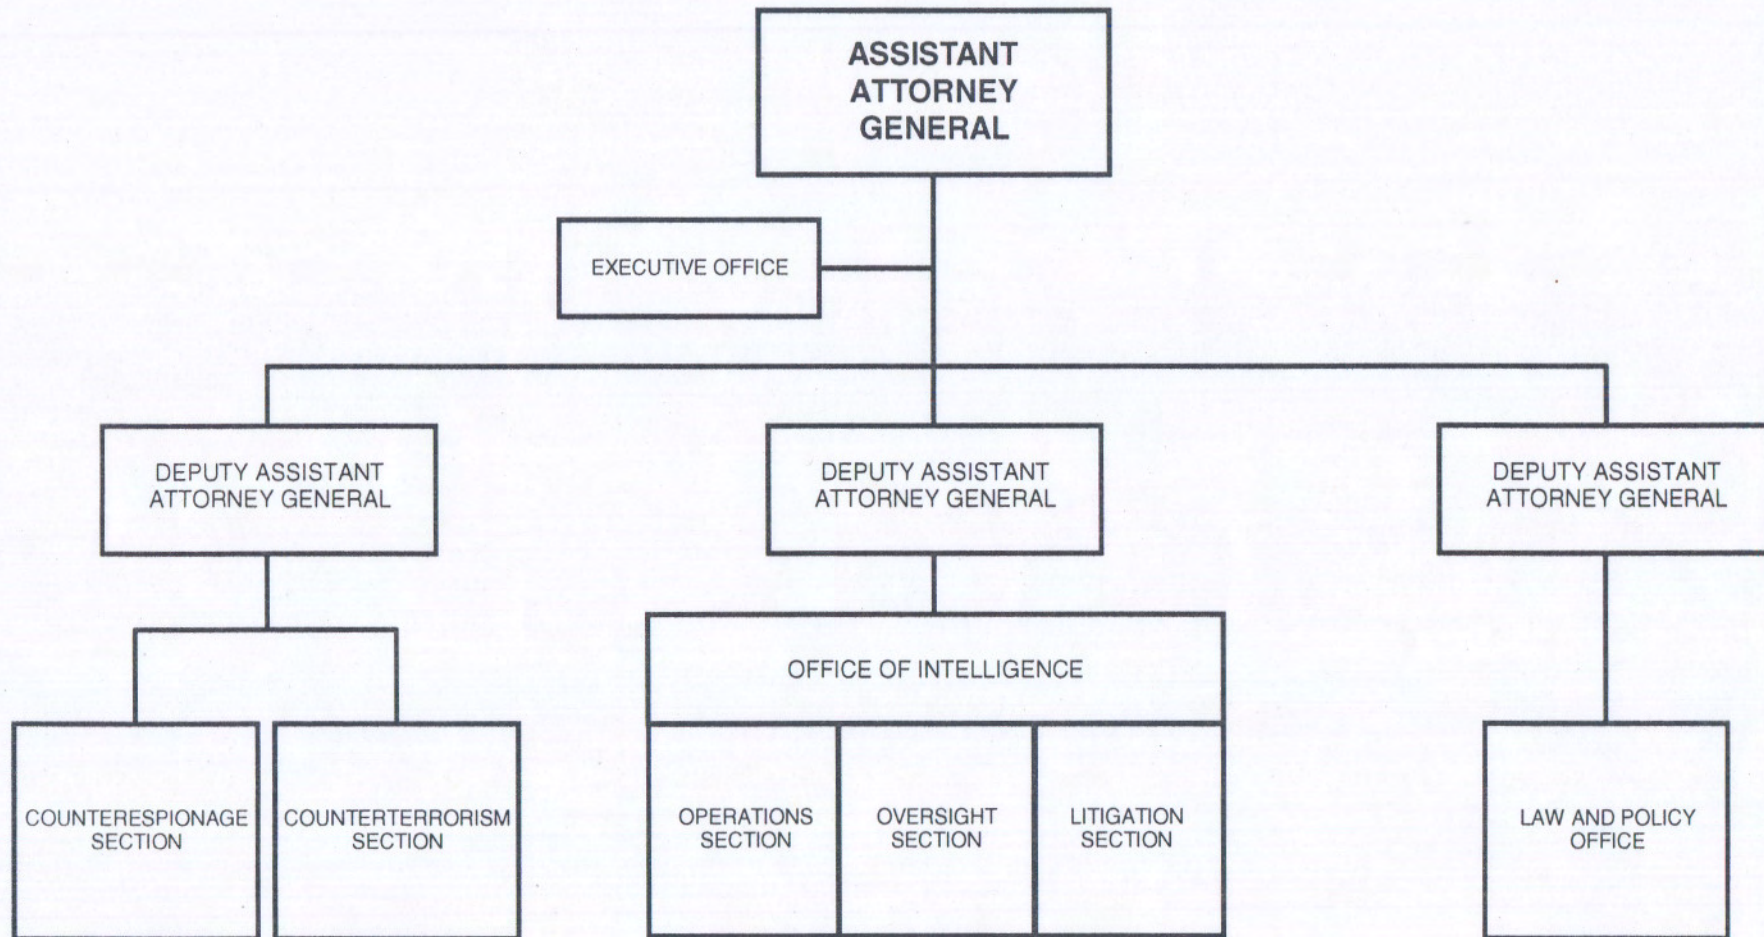 ASSISTANT
ATTORNEY
GENERAL
EXECUTIVE OFFICE
DEPUTY ASSISTANT
ATTORNEY GENERAL
DEPUTY ASSISTANT
ATTORNEY GENERAL
DEPUTY ASSISTANT
ATTORNEY GENERAL
OFFICE OF INTELLIGENCE
COUNTERESPIONAGE
SECTION
COUNTERTERRORISM
SECTION
OPERATIONS
SECTION
OVERSIGHT
SECTION
LITIGATION
SECTION
LAW AND POLICY
OFFICE